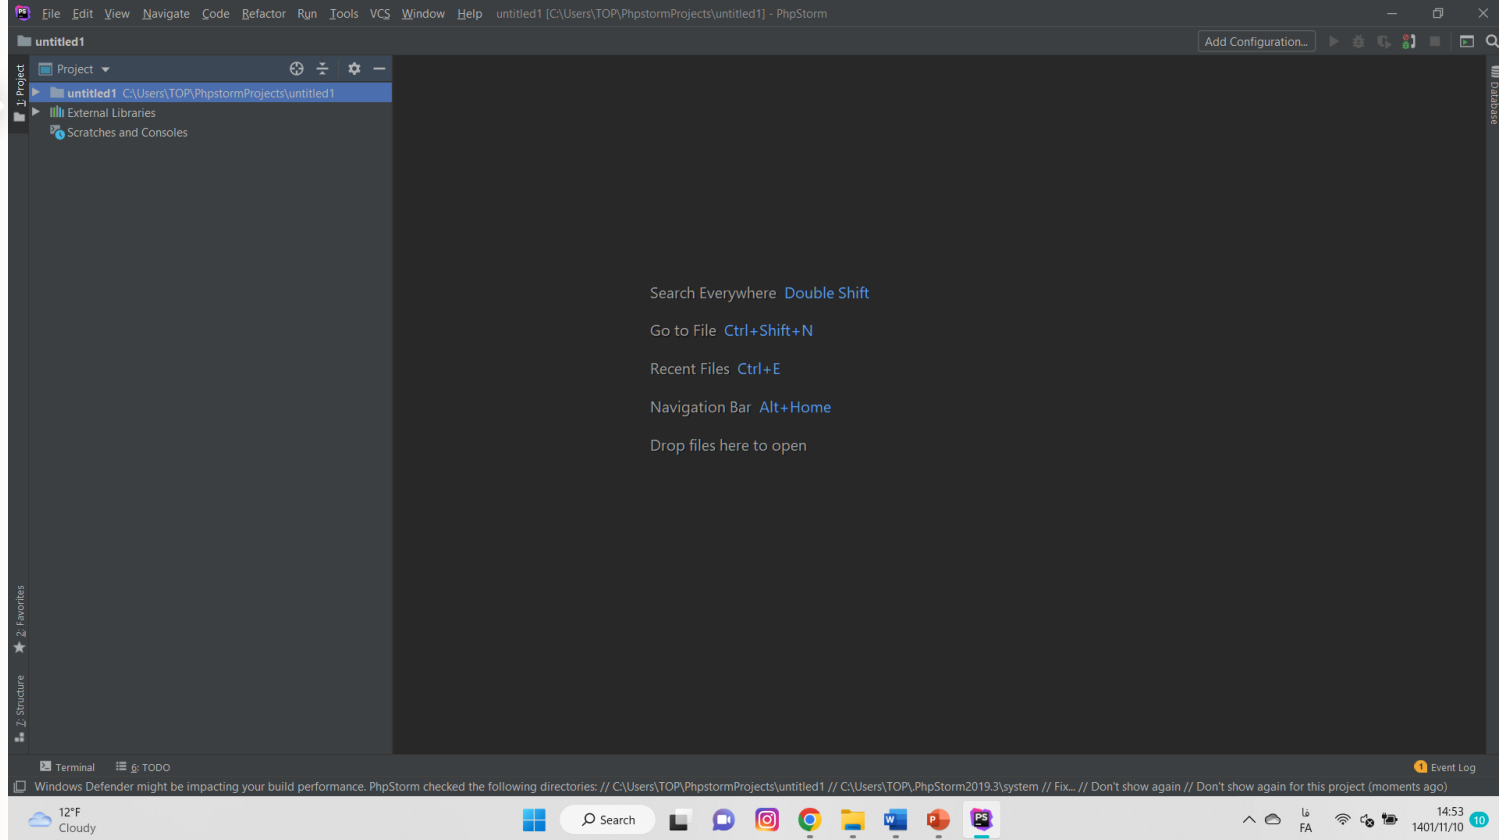 PS File Edit View Navigate Code Refactor Run Tools VCS Window Help untitled1 [C:\Users\TOP\PhpstormProjects\untitled1] - PhpStorm
untitled1 Add Configuration...
Project
untitled1 C:\Users\TOP\PhpstormProjects\untitled1
External Libraries
Scratches and Consoles
1: Project
Database
Search Everywhere Double Shift
Go to File Ctrl+Shift+N
Recent Files Ctrl+E
Navigation Bar Alt+Home
Drop files here to open
2: Favorites
7: Structure
Terminal 6: TODO 1 Event Log
Windows Defender might be impacting your build performance. PhpStorm checked the following directories: // C:\Users\TOP\PhpstormProjects\untitled1 // C:\Users\TOP\.PhpStorm2019.3\system // Fix... // Don't show again // Don't show again for this project (moments ago)
12°F
Cloudy
Search
W
P
PS
فا
FA
14:53
1401/11/10
10